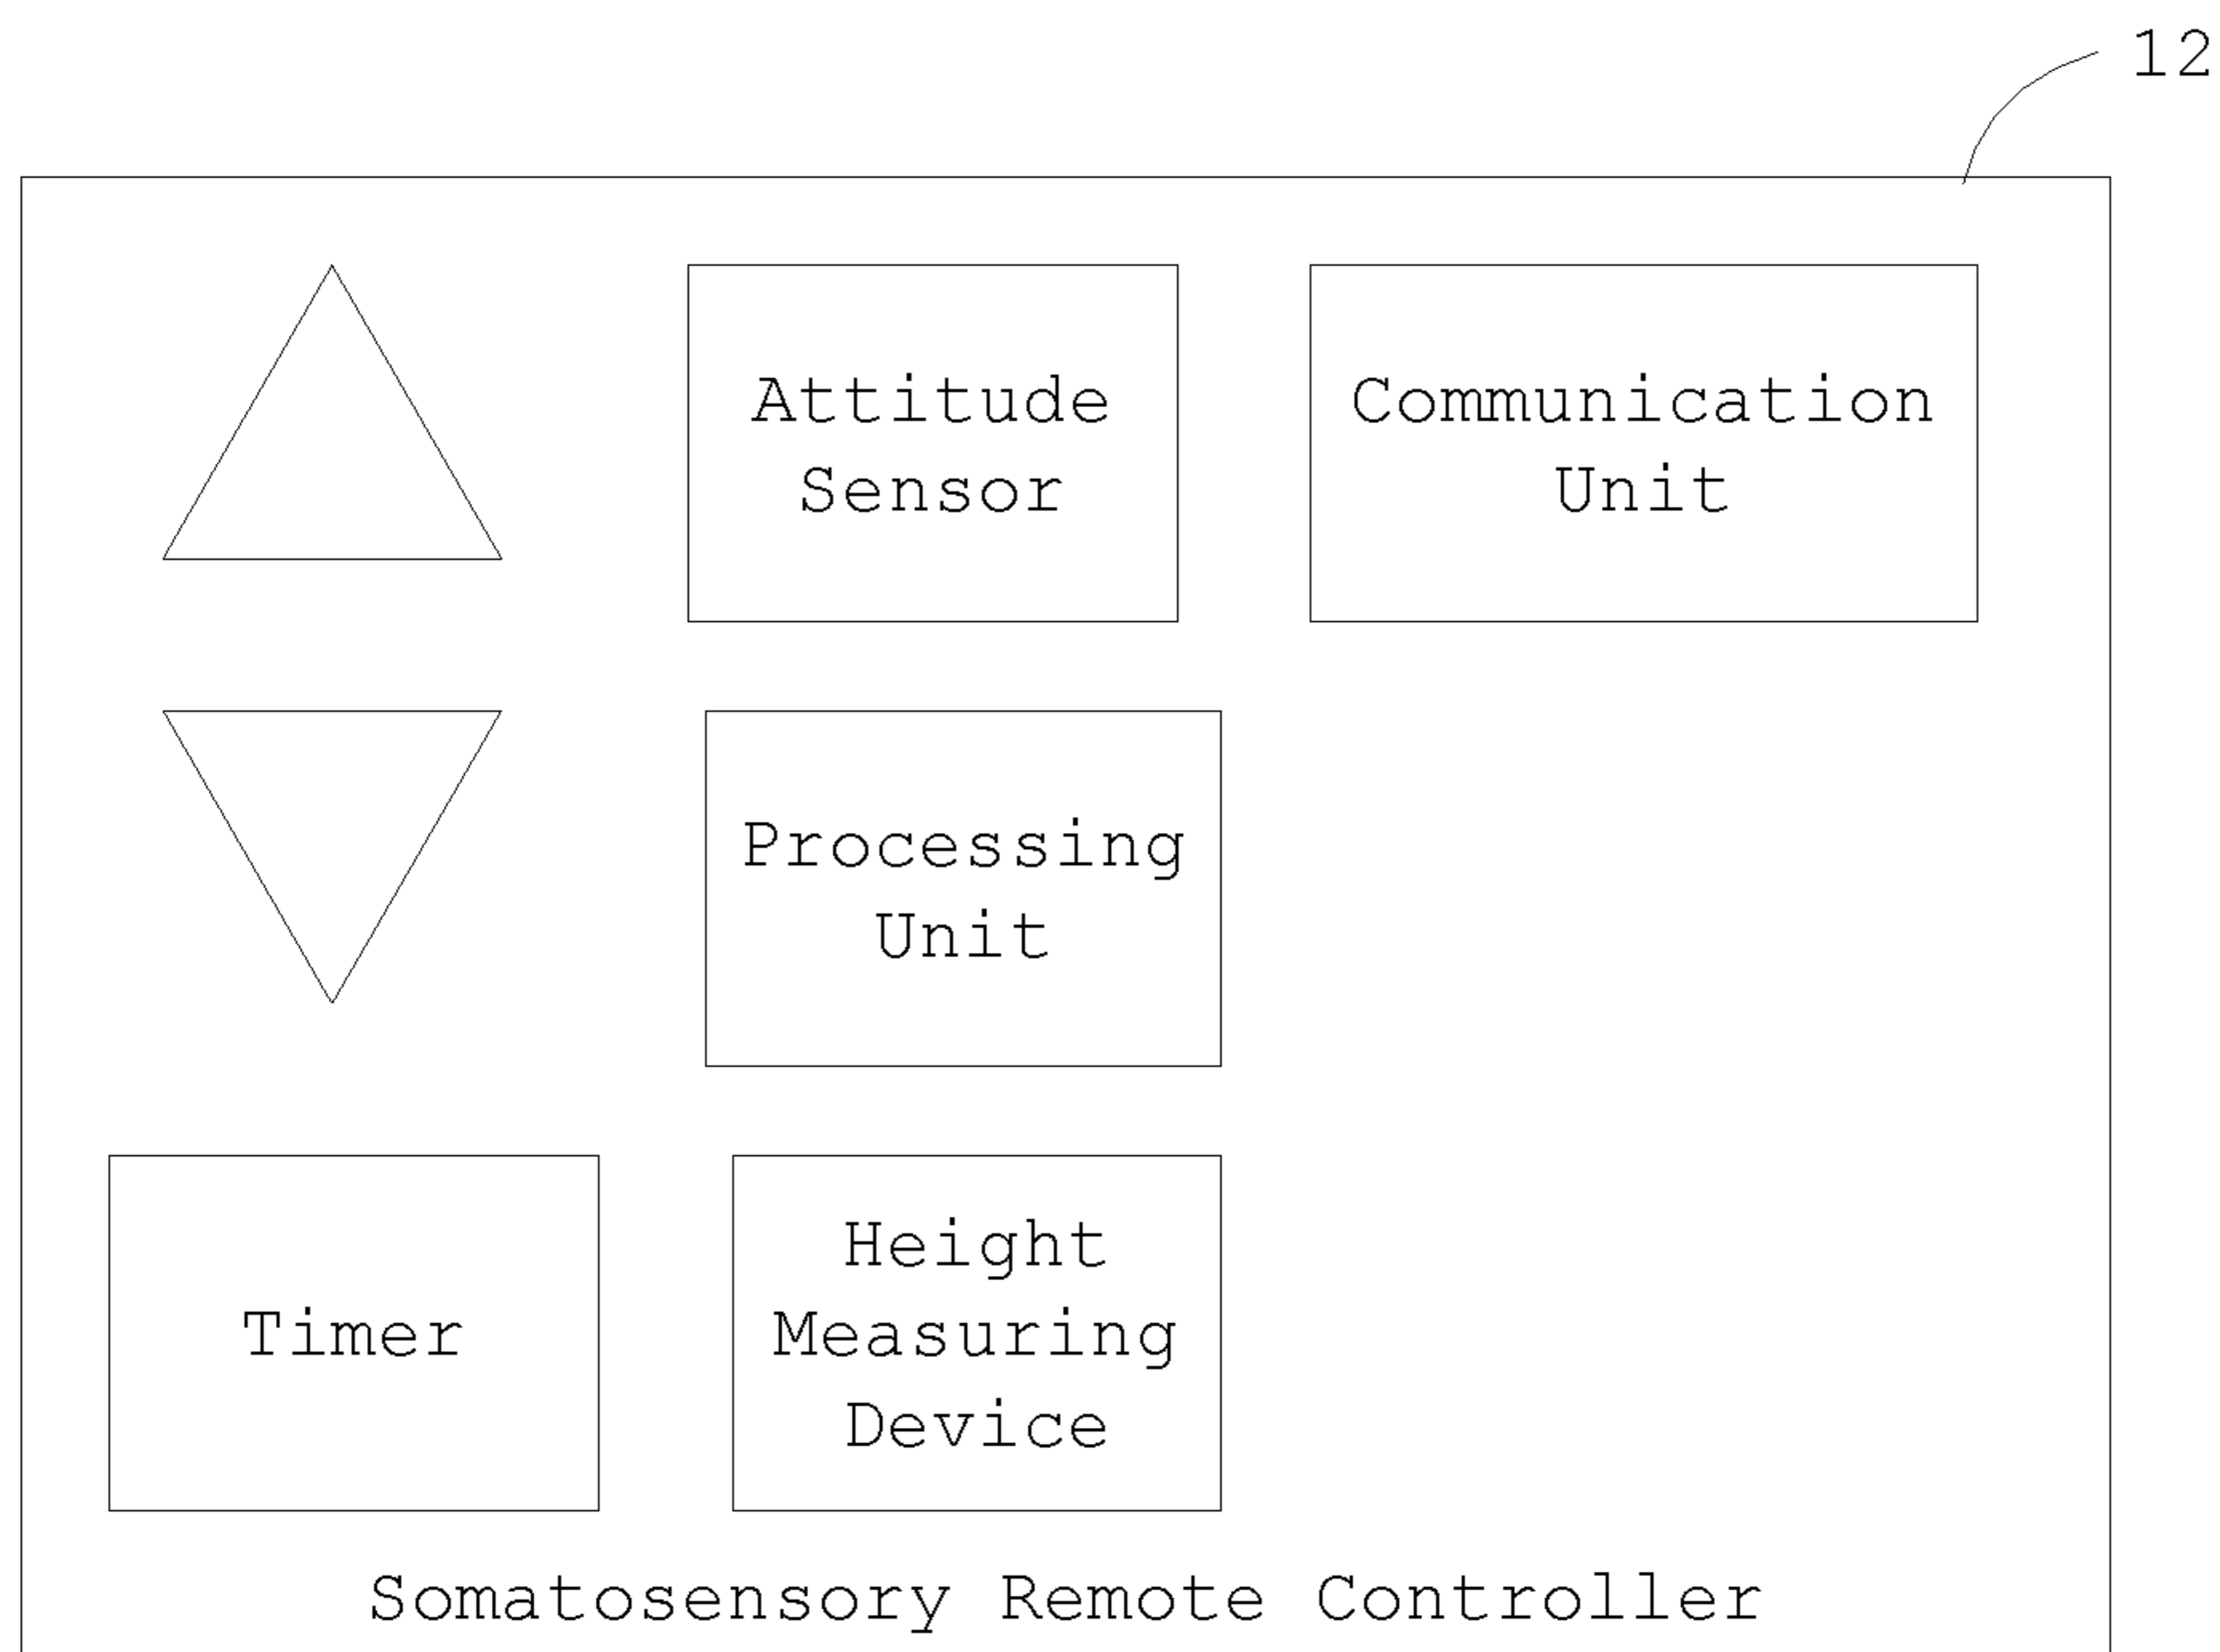 12
Attitude
Sensor
Communication
Unit
Processing
Unit
Timer
Height
Measuring
Device
Somatosensory Remote Controller